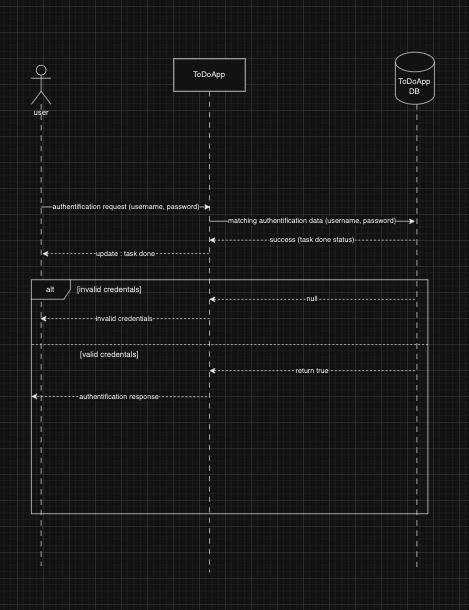 ToDoApp
ToDoApp
DB
user
authentification request (username, password)
matching authentification data (username, password)
success (task done status)
update : task done
alt
[invalid credentals]
null
invalid credentials
[valid credentals]
return true
authentification response